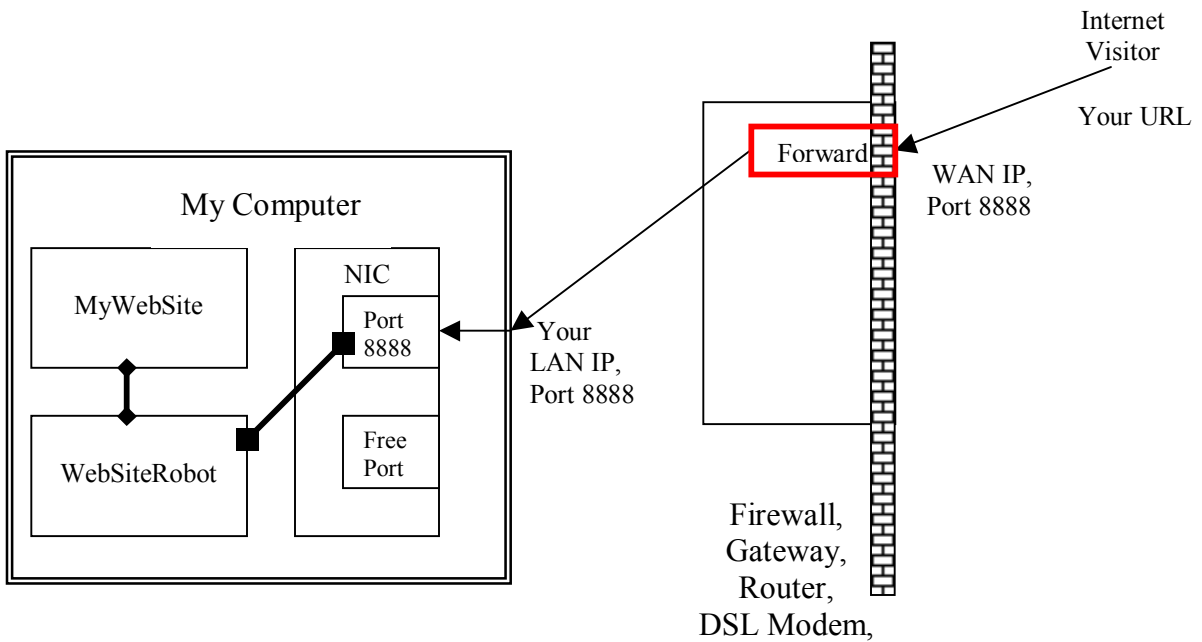 Internet
Visitor
Your URL
Forward
WAN IP,
Port 8888
My Computer
NIC
MyWebSite
Port
8888
Your
LAN IP,
Port 8888
Free
Port
WebSiteRobot
Firewall,
Gateway,
Router,
DSL Modem,